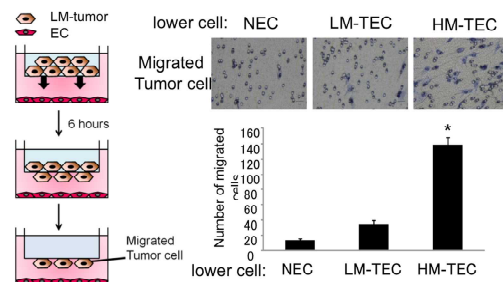 LM-tumor
EC
6 hours
Migrated
Tumor cell
lower cell: NEC LM-TEC HM-TEC
Migrated
Tumor cell
Number of migrated
cells
160
140
120
100
80
60
40
20
0
*
lower cell: NEC LM-TEC HM-TEC